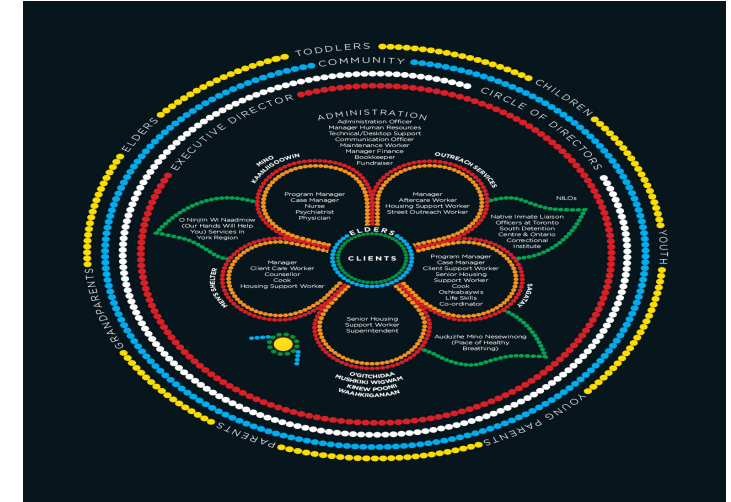 TODDLERS
COMMUNITY
CHILDREN
ELDERS
EXECUTIVE DIRECTOR
CIRCLE OF DIRECTORS
ADMINISTRATION
Administration Officer
Manager Human Resources
Technical/Desktop Support
Communication Officer
Maintenance Worker
Manager Finance
Bookkeeper
Fundraiser
MINO
KAANJIGOOWIN
Program Manager
Case Manager
Nurse
Psychiatrist
Physician
OUTREACH SERVICES
Manager
Aftercare Worker
Housing Support Worker
Street Outreach Worker
NILOs
Native Inmate Liaison
Officers at Toronto
South Detention
Centre & Ontario
Correctional
Institute
O Ninjin Wi Naadmow
(Our Hands Will Help
You) Services in
York Region
ELDERS
CLIENTS
YOUTH
MEN'S SHELTER
Manager
Client Care Worker
Counsellor
Cook
Housing Support Worker
Program Manager
Case Manager
Client Support Worker
Senior Housing
Support Worker
Cook
Oshkabaywis
Life Skills
Co-ordinator
SAGATAY
GRANDPARENTS
Senior Housing
Support Worker
Superintendent
Auduzhe Mino Nesewinong
(Place of Healthy
Breathing)
O'GITCHIDAA
MUSHKIKI WIGWAM
KINEW POONI
WAAHKIIGANAAN
PARENTS
YOUNG PARENTS